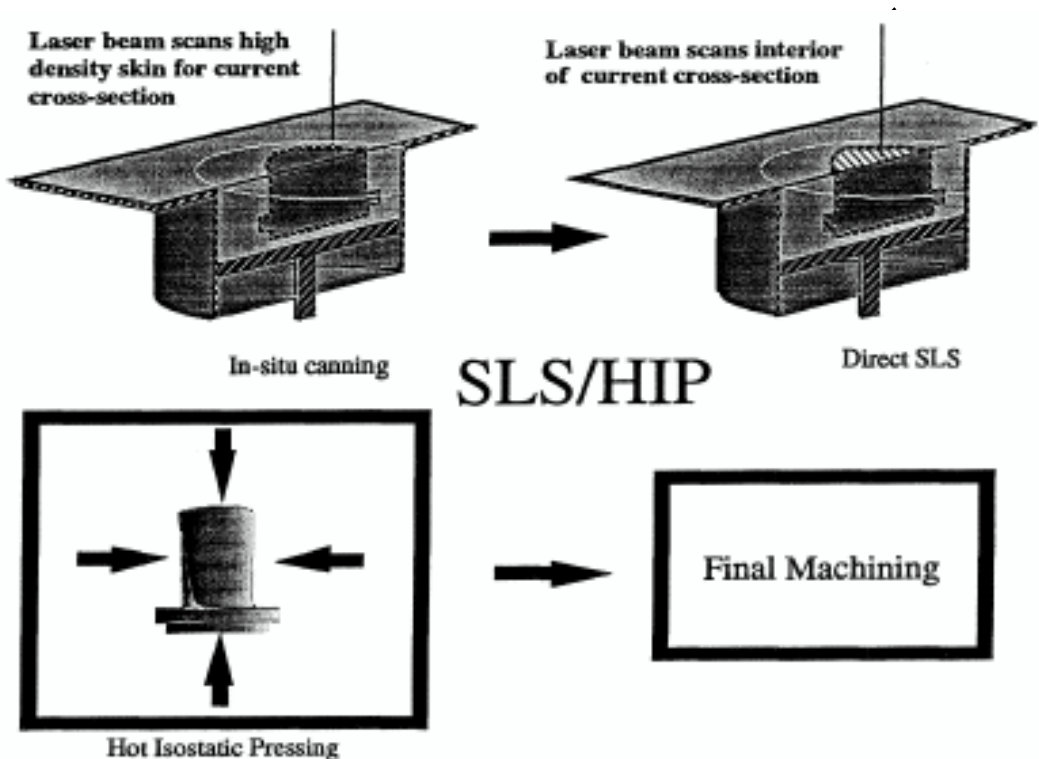 Laser beam scans high
density skin for current
cross-section
Laser beam scans interior
of current cross-section
In-situ canning
Direct SLS
SLS/HIP
Final Machining
Hot Isostatic Pressing